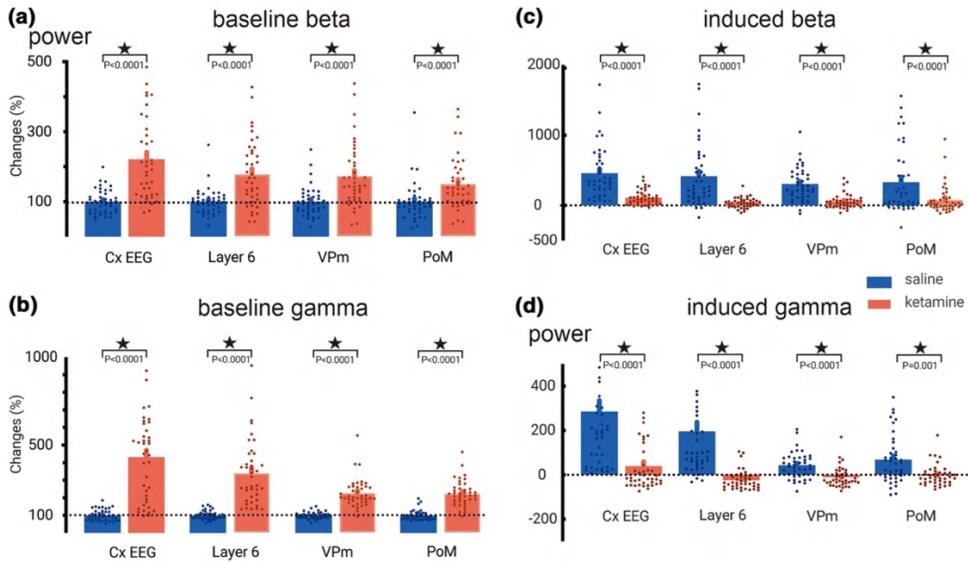 (a) baseline beta
power
★ ★ ★ ★
P<0.0001 P<0.0001 P<0.0001 P<0.0001
500
300
100
Changes (%)
Cx EEG Layer 6 VPm PoM
(b) baseline gamma
★ ★ ★ ★
P<0.0001 P<0.0001 P<0.0001 P<0.0001
1000
500
100
Changes (%)
Cx EEG Layer 6 VPm PoM
(c) induced beta
★ ★ ★ ★
P<0.0001 P<0.0001 P<0.0001 P<0.0001
2000
1000
0
-500
Cx EEG Layer 6 VPm PoM
saline
ketamine
(d) induced gamma
power
★ ★ ★ ★
P<0.0001 P<0.0001 P<0.0001 P=0.001
400
200
0
-200
Cx EEG Layer 6 VPm PoM